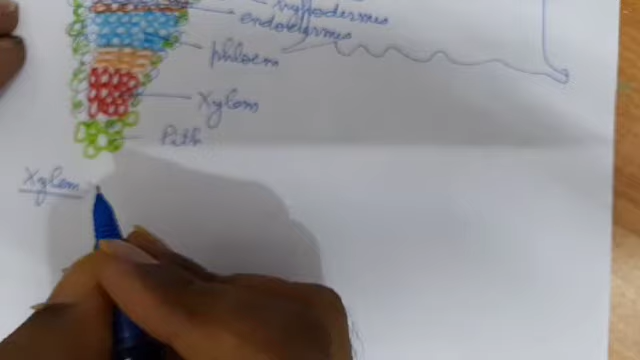 hypodermis
endodermis
phloem
Xylem
Pith
Xylem